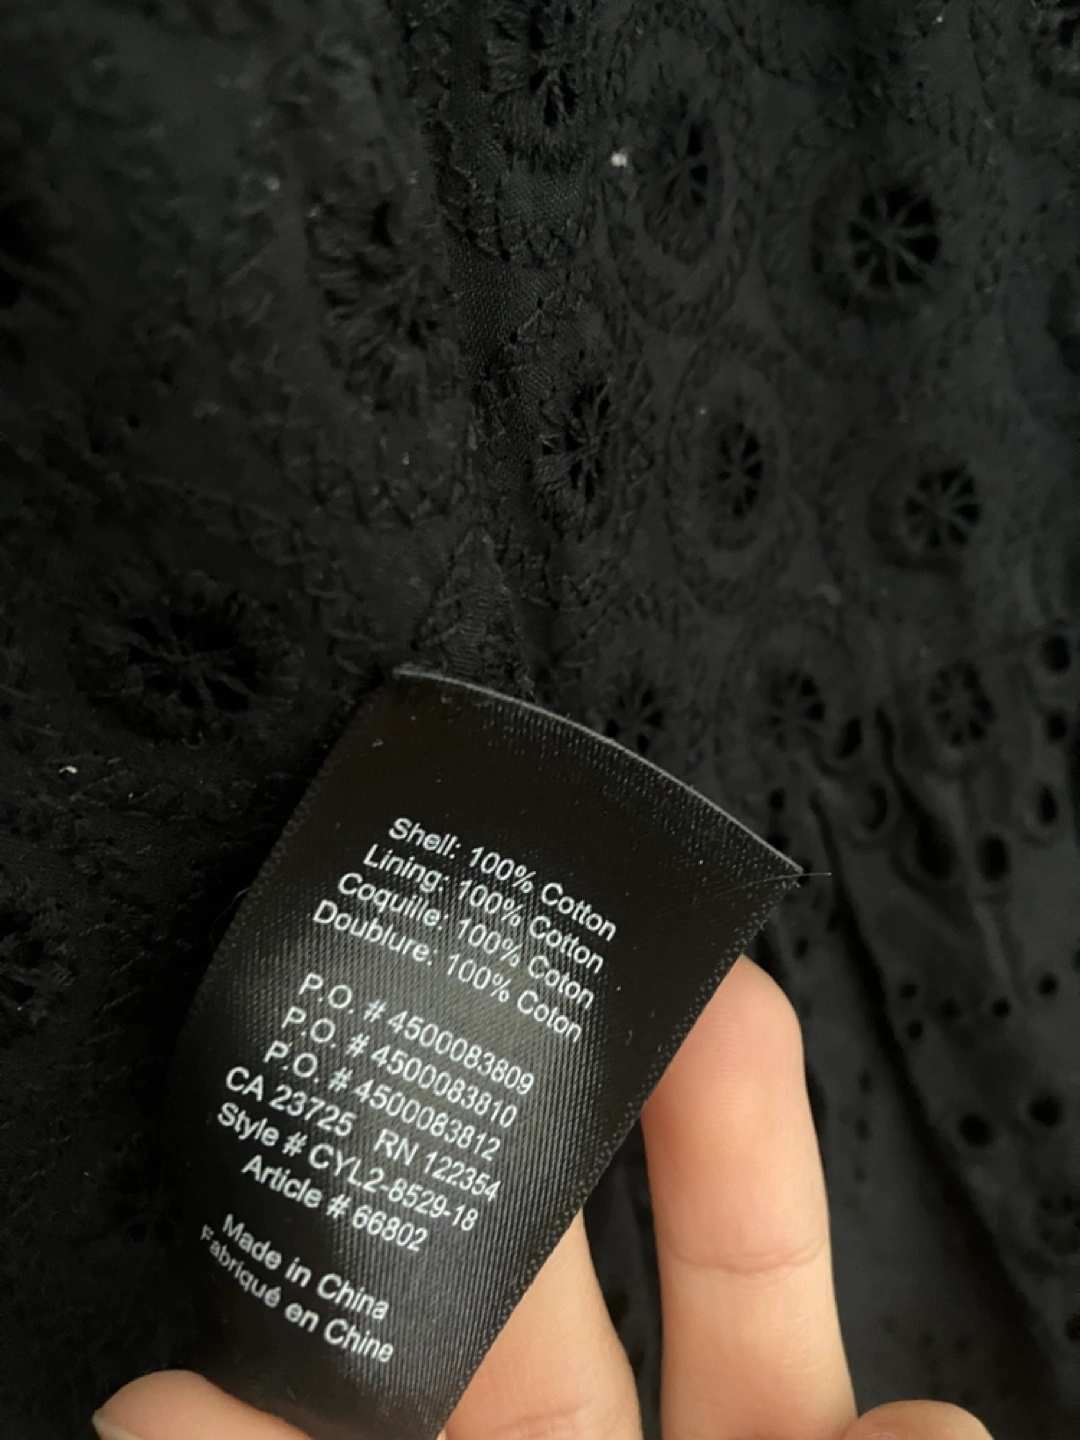 Shell: 100% Cotton
Lining: 100% Cotton
Coquille: 100% Coton
Doublure: 100% Coton
P.O. # 4500083809
P.O. # 4500083810
P.O. # 4500083812
CA 23725 RN 122354
Style # CYL2-8529-18
Article # 66802
Made in China
Fabriqué en Chine